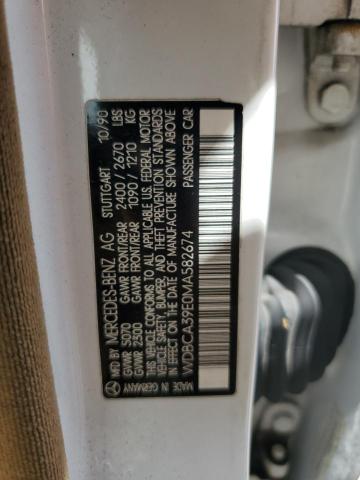 MFD BY MERCEDES-BENZ AG STUTTGART 10/90
GVWR 5070 GAWR FRONT/REAR 2400 / 2670 LBS
GVWR 2300 GAWR FRONT/REAR 1090 / 1210 KG
THIS VEHICLE CONFORMS TO ALL APPLICABLE U.S. FEDERAL MOTOR
VEHICLE SAFETY, BUMPER, AND THEFT PREVENTION STANDARDS
IN EFFECT ON THE DATE OF MANUFACTURE SHOWN ABOVE
WDBCA39E0MA582674 PASSENGER CAR
MADE IN GERMANY